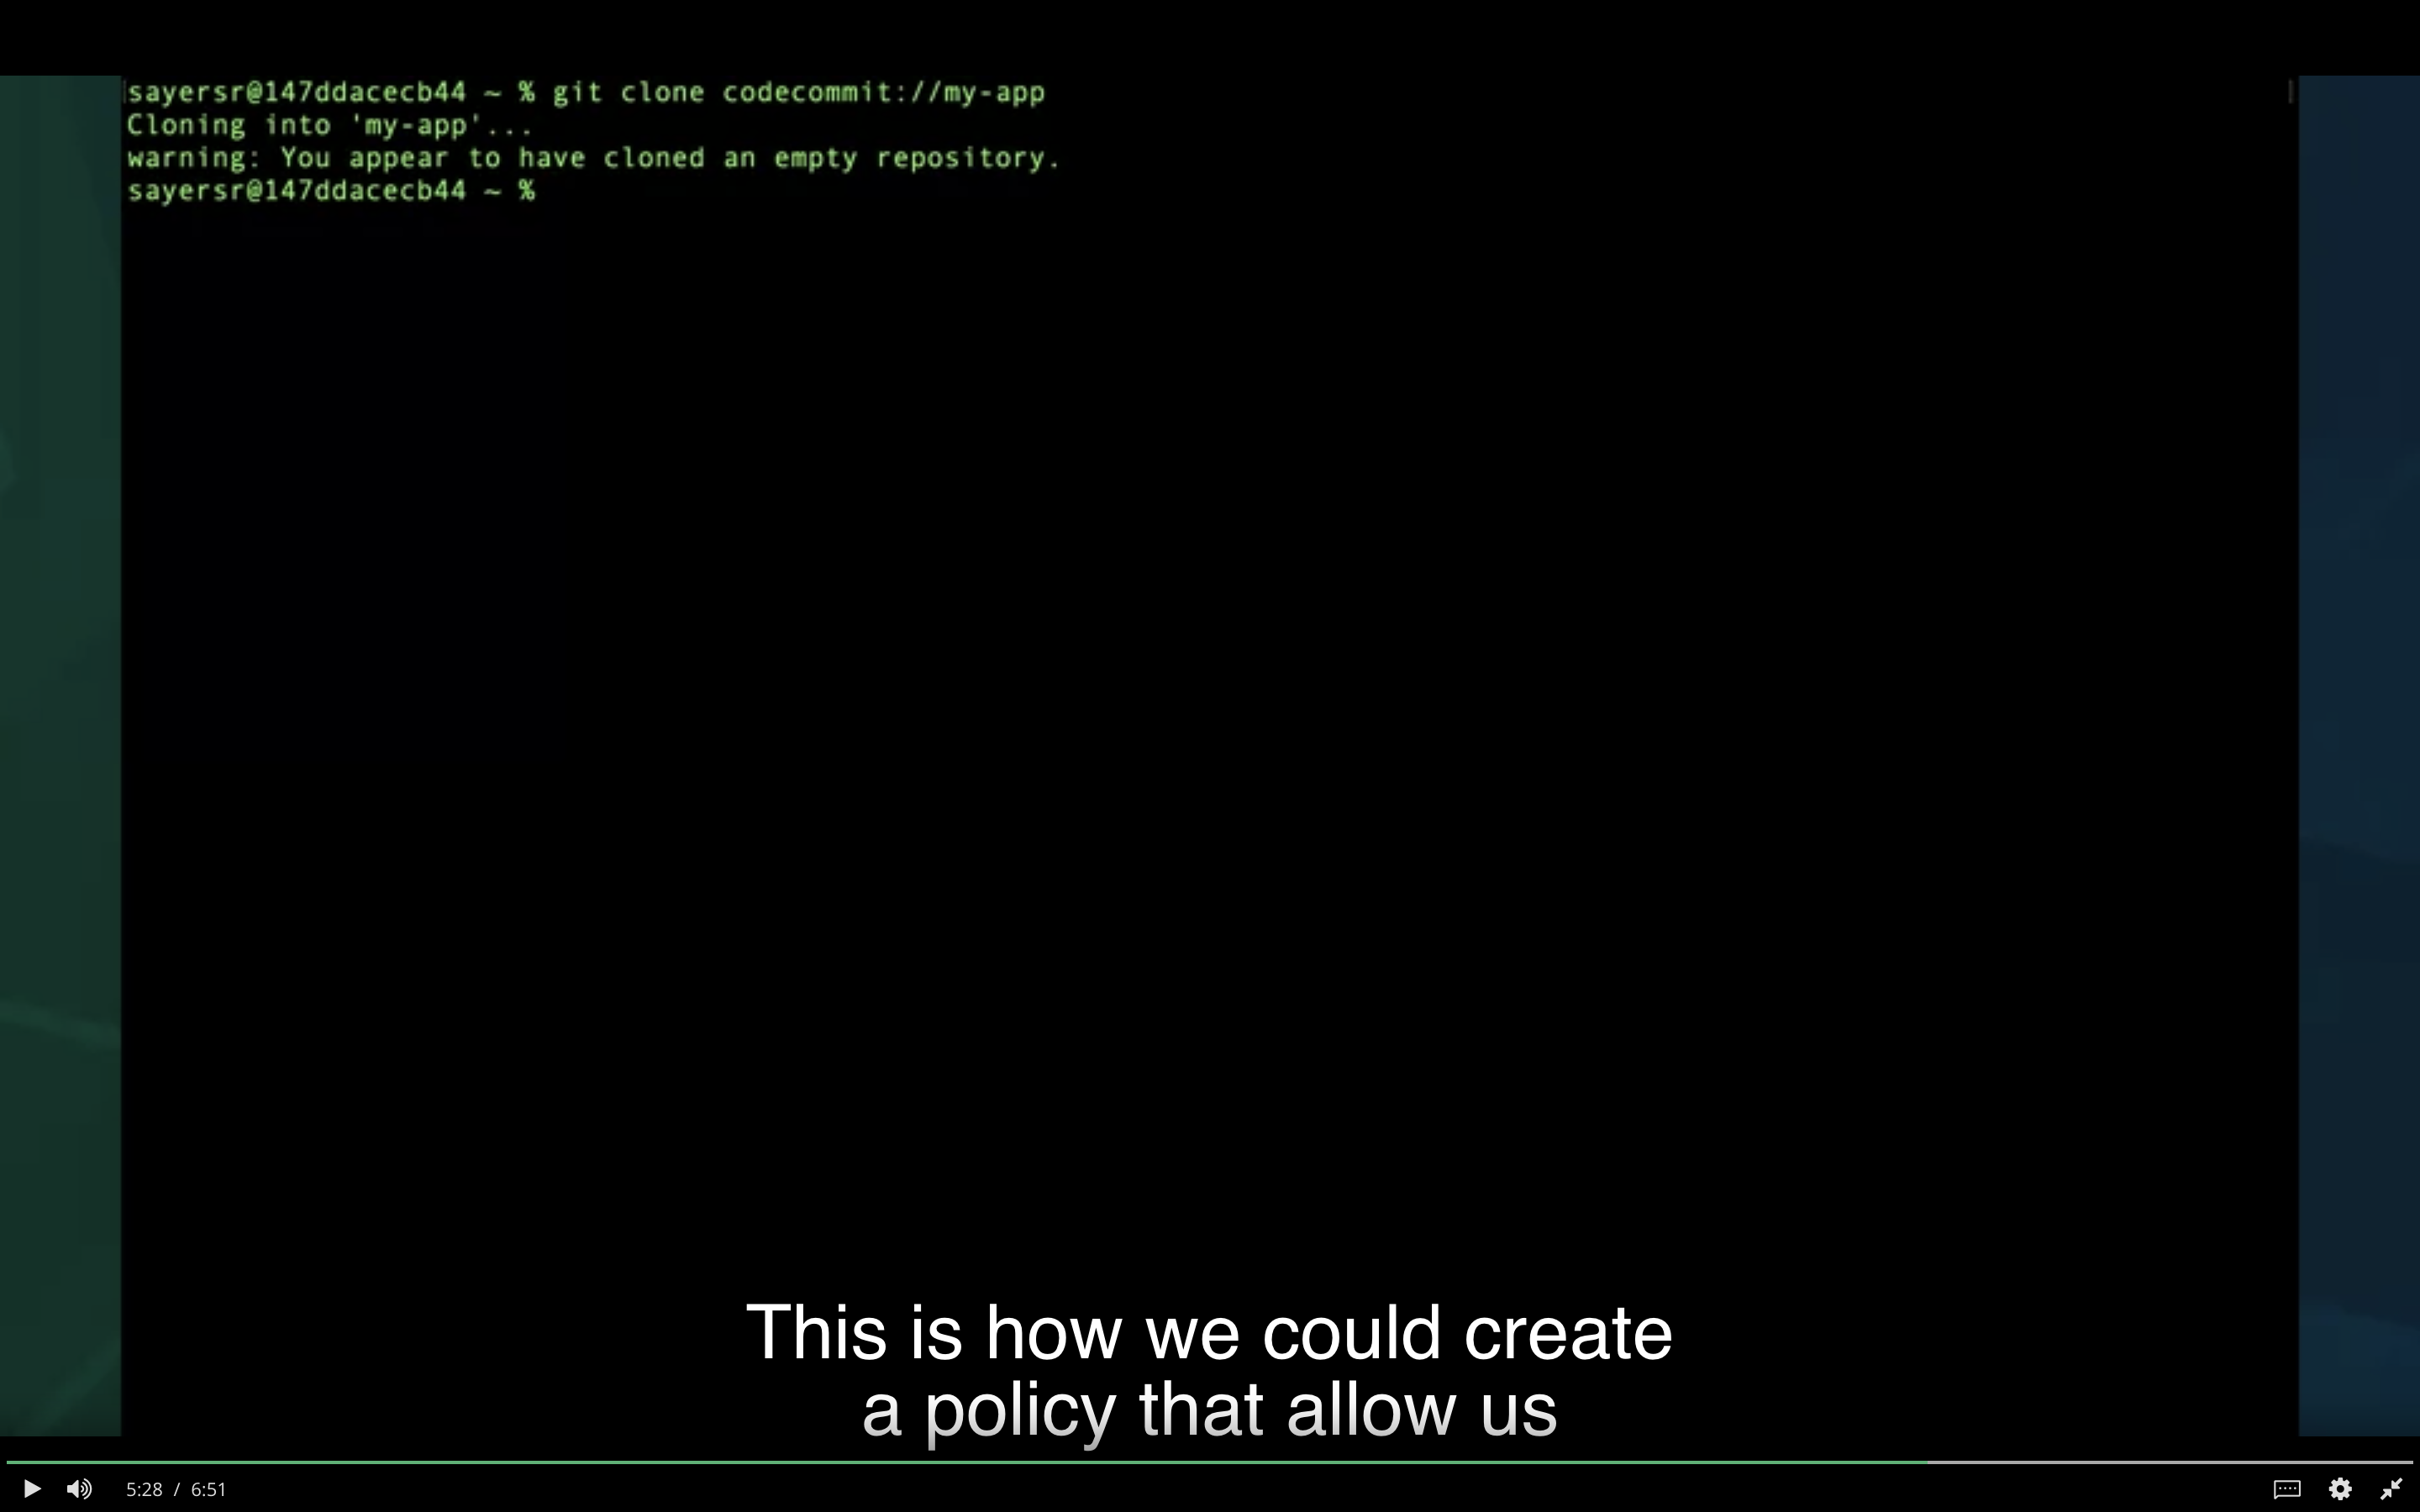 sayersr@147ddacecb44 ~ % git clone codecommit://my-app
Cloning into 'my-app'...
warning: You appear to have cloned an empty repository.
sayersr@147ddacecb44 ~ %
This is how we could create
a policy that allow us
5:28 / 6:51